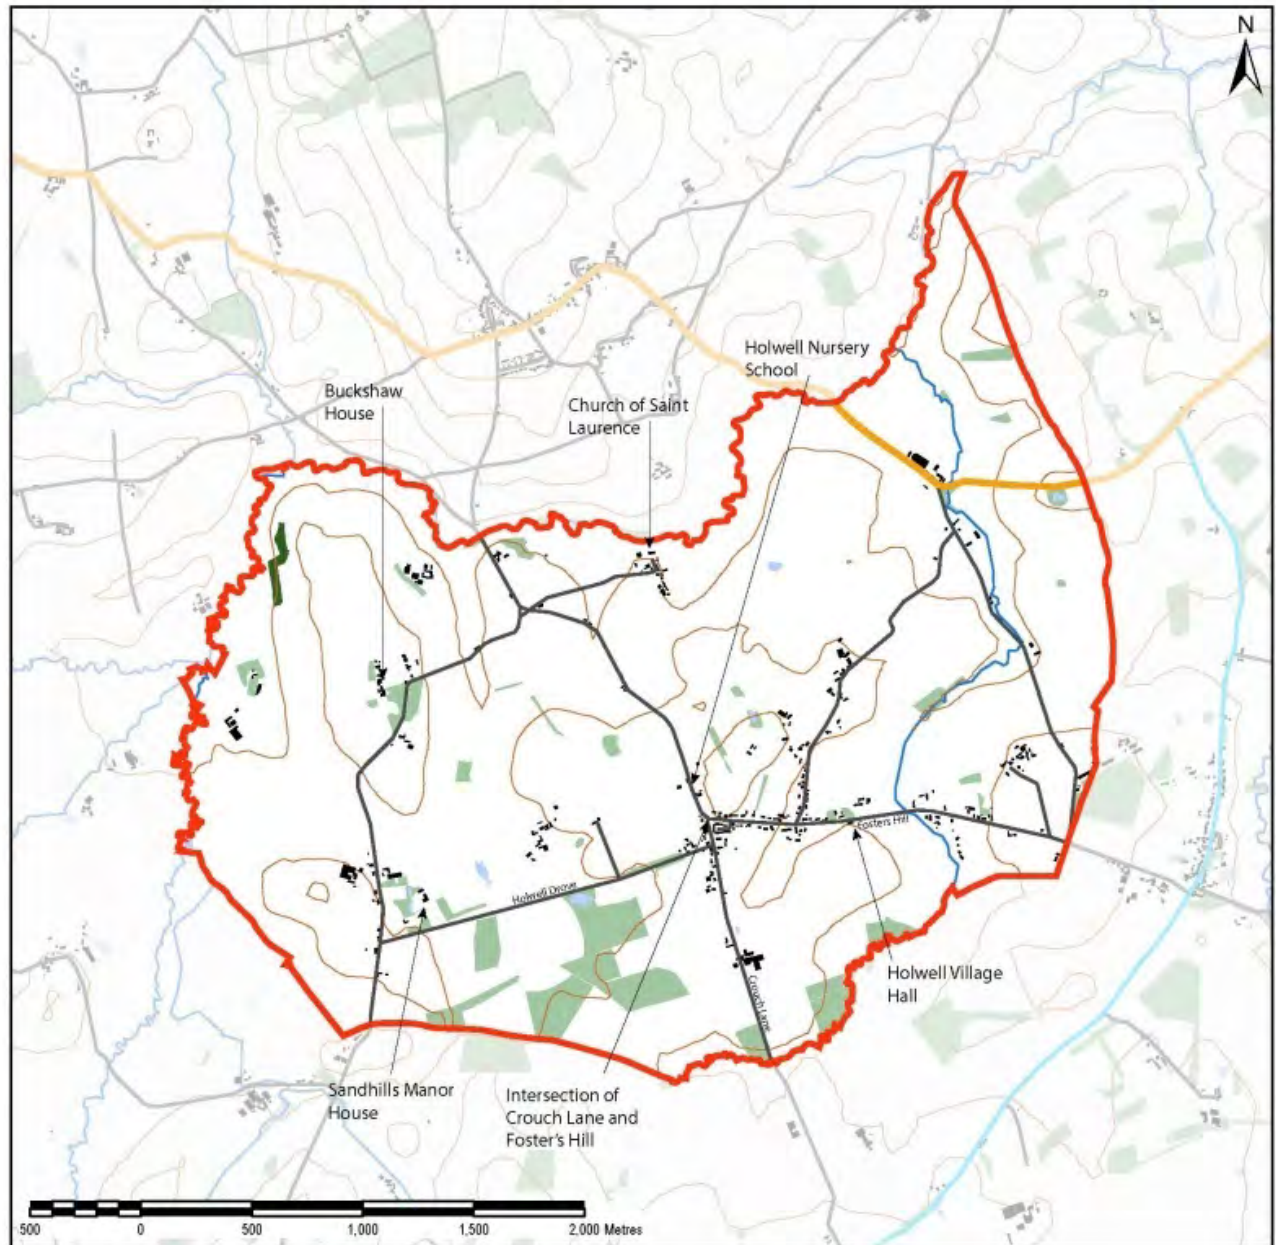 N
Holwell Nursery
School
Buckshaw
House
Church of Saint
Laurence
Fosters Hill
Holwell Drove
Holwell Village
Hall
Crouch Lane
Sandhills Manor
House
Intersection of
Crouch Lane and
Foster's Hill
500 0 500 1,000 1,500 2,000 Metres